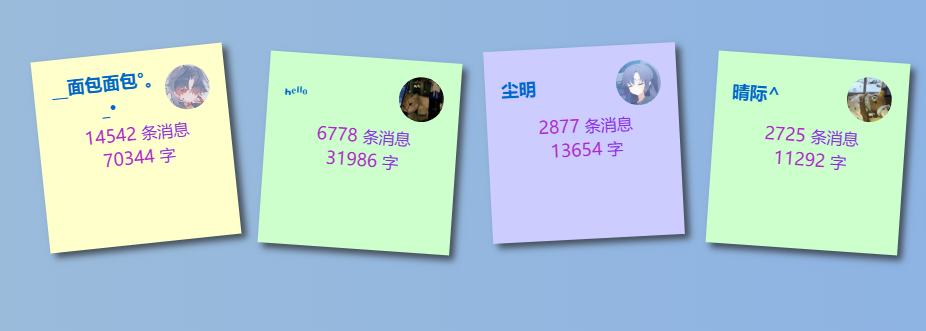 __面包面包°。
_•
14542 条消息
70344 字
ʰᵉˡˡᵒ
6778 条消息
31986 字
尘明
2877 条消息
13654 字
晴际^
2725 条消息
11292 字